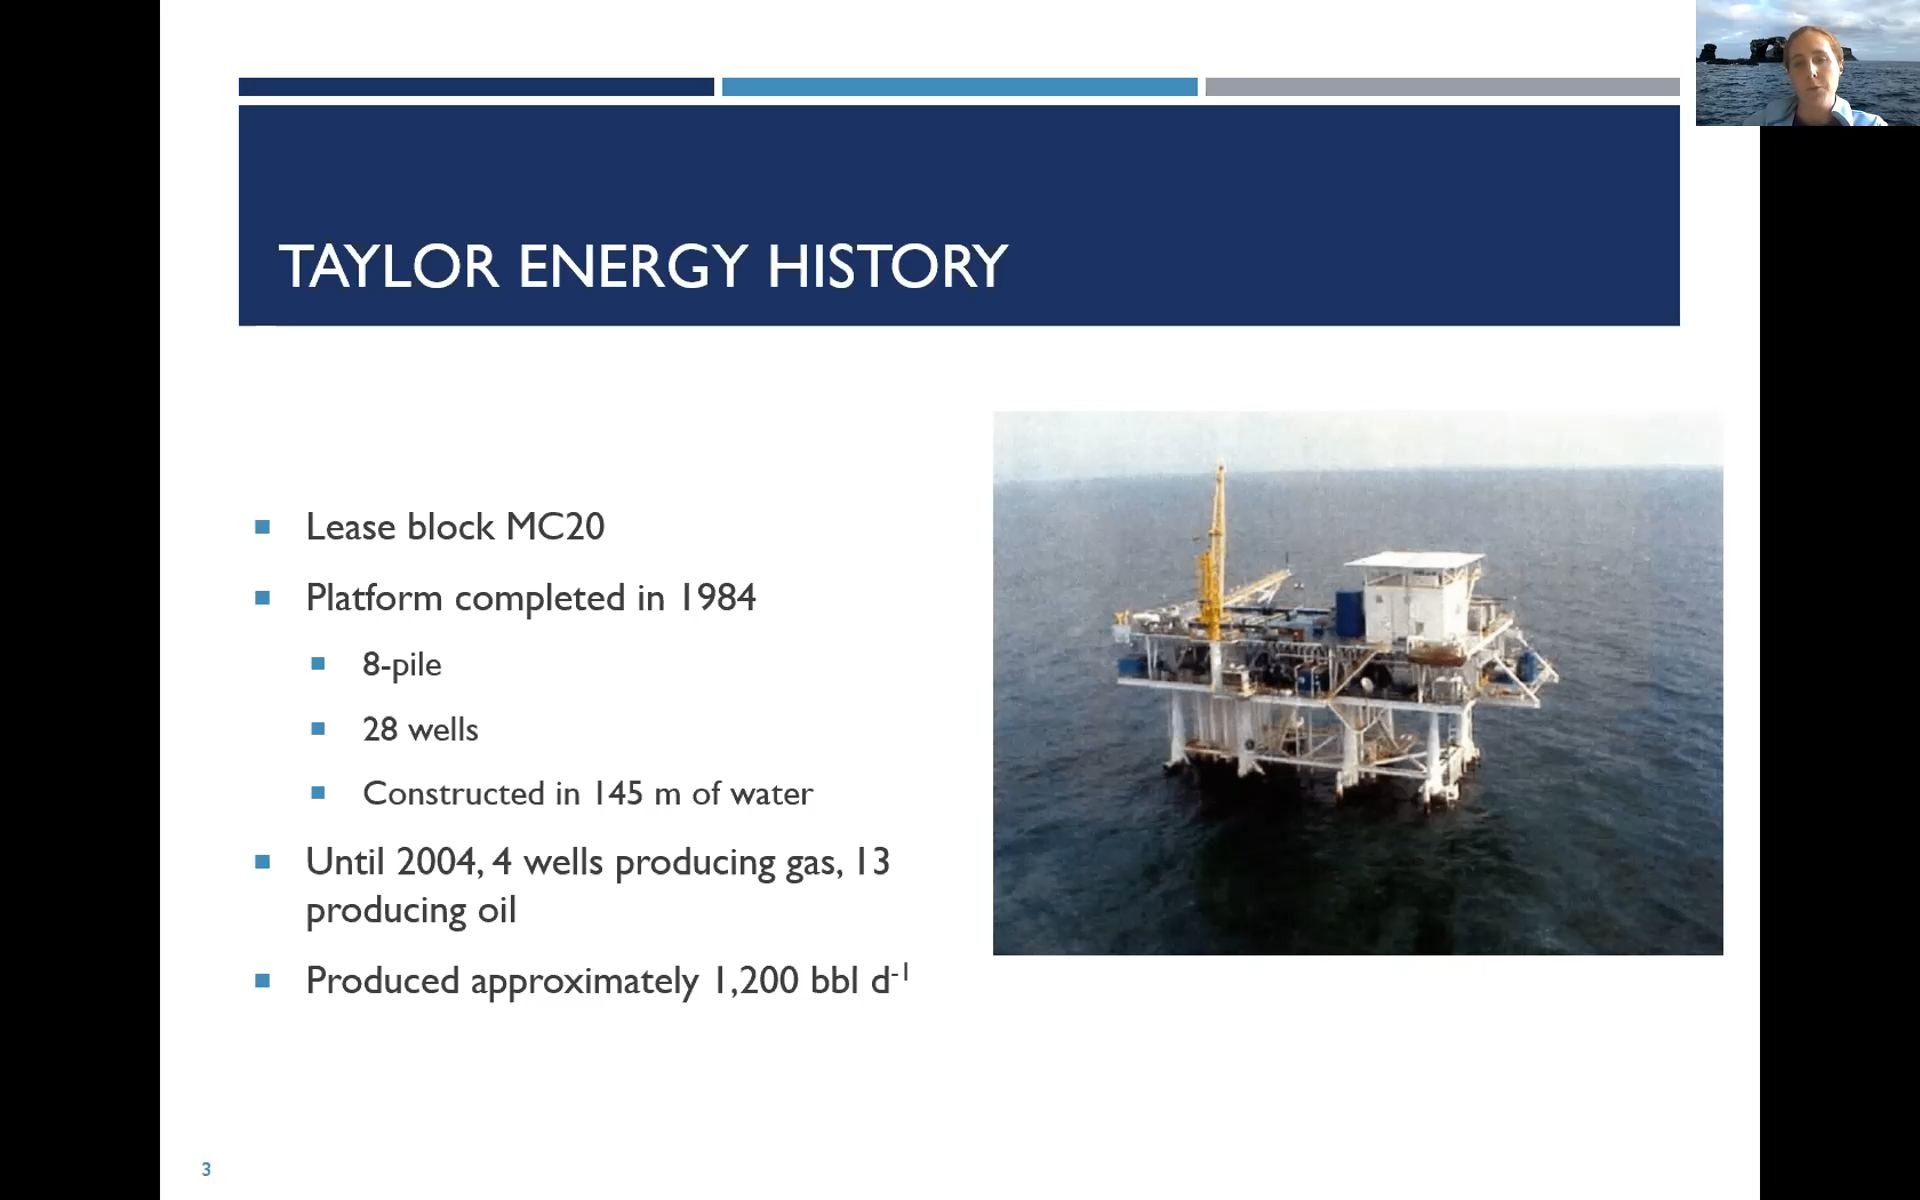 TAYLOR ENERGY HISTORY
Lease block MC20
Platform completed in 1984
8-pile
28 wells
Constructed in 145 m of water
Until 2004, 4 wells producing gas, 13
producing oil
Produced approximately 1,200 bbl d⁻¹
3